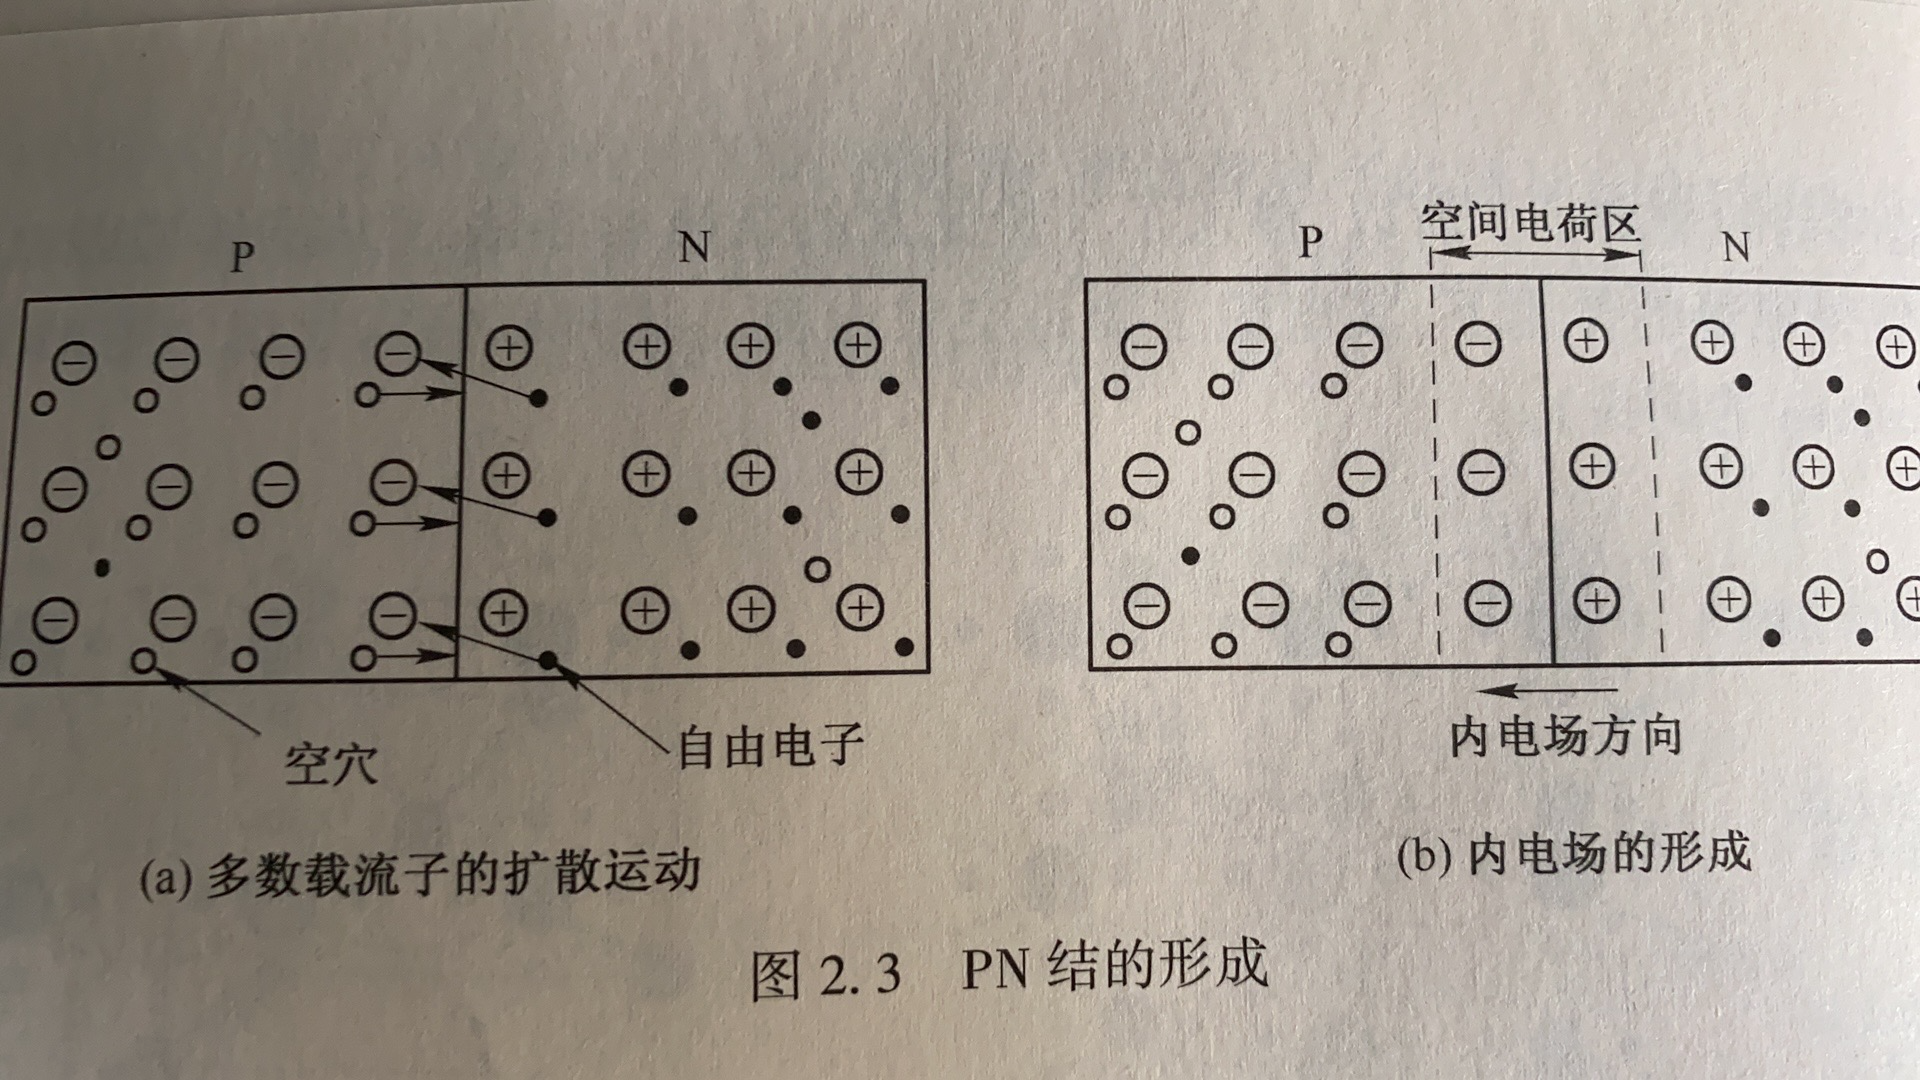 P
N
空穴
自由电子
(a) 多数载流子的扩散运动
P
空间电荷区
N
内电场方向
(b) 内电场的形成
图 2.3 PN 结的形成